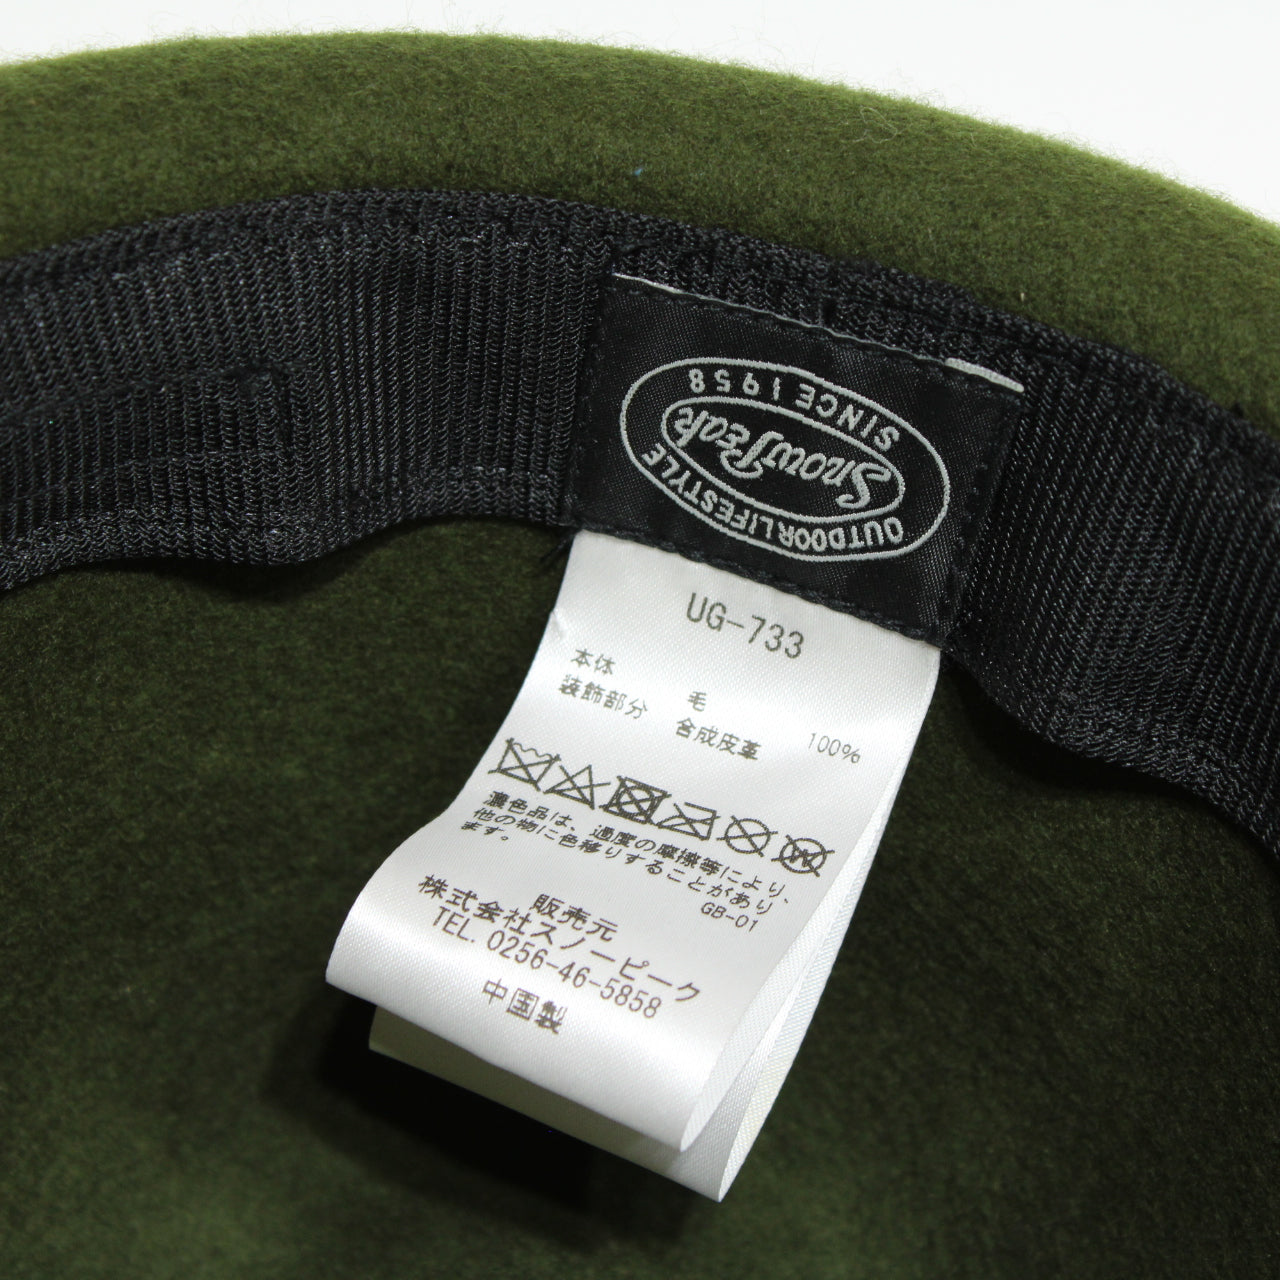 OUTDOOR LIFESTYLE
Snow Peak
SINCE 1958
UG-733
本体 毛 100%
装飾部分 合成皮革
濃色品は、過度の摩擦等により、
他の物に色移りすることがあり
ます。
GB-01
販売元
株式会社スノーピーク
TEL. 0256-46-5858
中国製